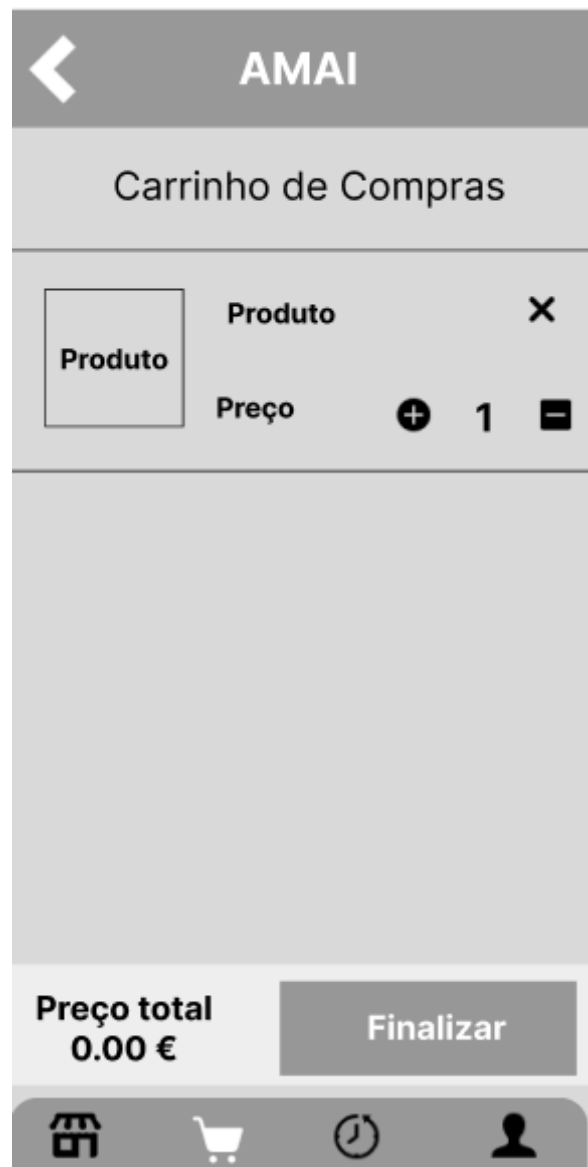 AMAI
Carrinho de Compras
Produto
Produto
Preço
1
Preço total
0.00 €
Finalizar